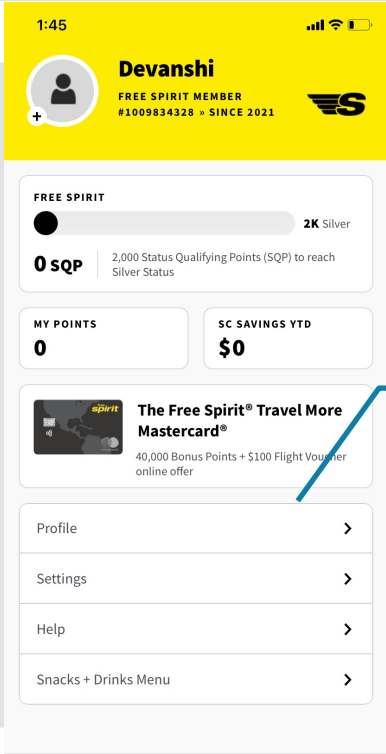 1:45
Devanshi
FREE SPIRIT MEMBER
#1009834328 » SINCE 2021
FREE SPIRIT
2K Silver
0 SQP
2,000 Status Qualifying Points (SQP) to reach
Silver Status
MY POINTS
0
SC SAVINGS YTD
$0
spirit
The Free Spirit® Travel More
Mastercard®
40,000 Bonus Points + $100 Flight Voucher
online offer
Profile
Settings
Help
Snacks + Drinks Menu